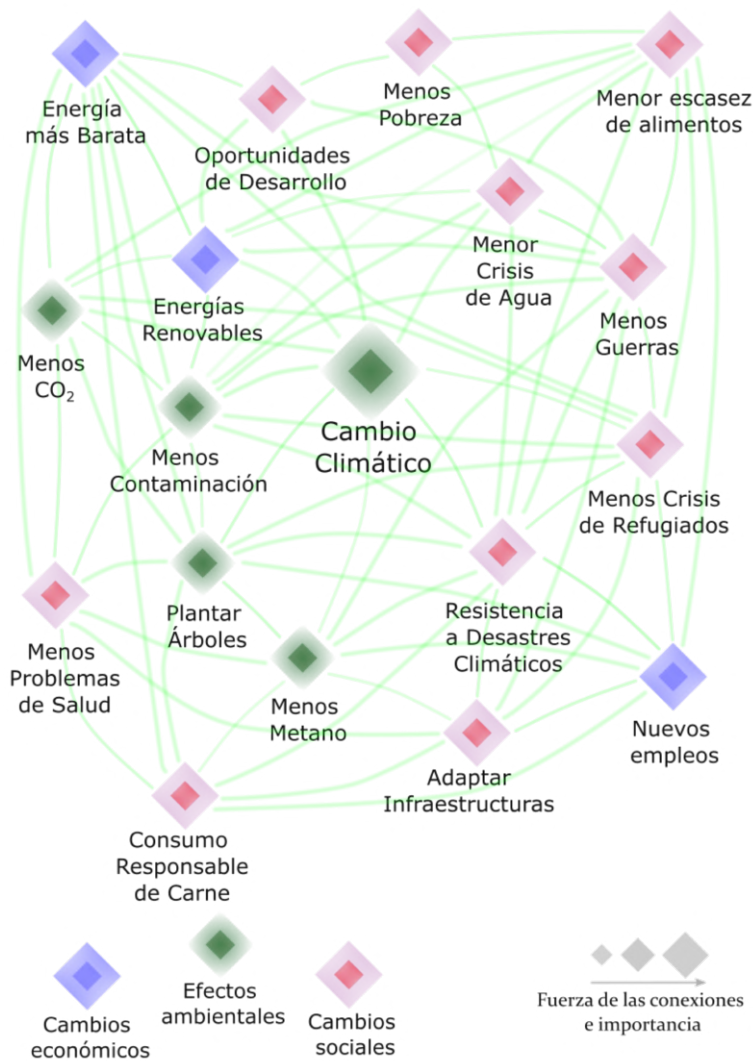 Energía
más Barata
Menos
Pobreza
Menor escasez
de alimentos
Oportunidades
de Desarrollo
Menor
Crisis
de Agua
Energías
Renovables
Menos
Guerras
Menos
CO₂
Cambio
Climático
Menos
Contaminación
Menos Crisis
de Refugiados
Plantar
Árboles
Resistencia
a Desastres
Climáticos
Menos
Problemas
de Salud
Menos
Metano
Nuevos
empleos
Adaptar
Infraestructuras
Consumo
Responsable
de Carne
Cambios
económicos
Efectos
ambientales
Cambios
sociales
Fuerza de las conexiones
e importancia